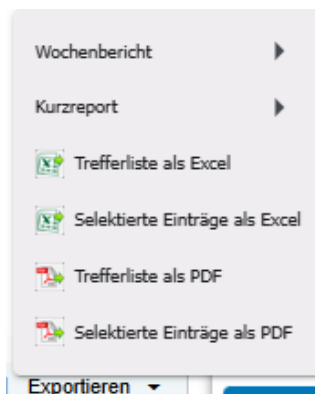 Wochenbericht
Kurzreport
Trefferliste als Excel
Selektierte Einträge als Excel
Trefferliste als PDF
Selektierte Einträge als PDF
Exportieren